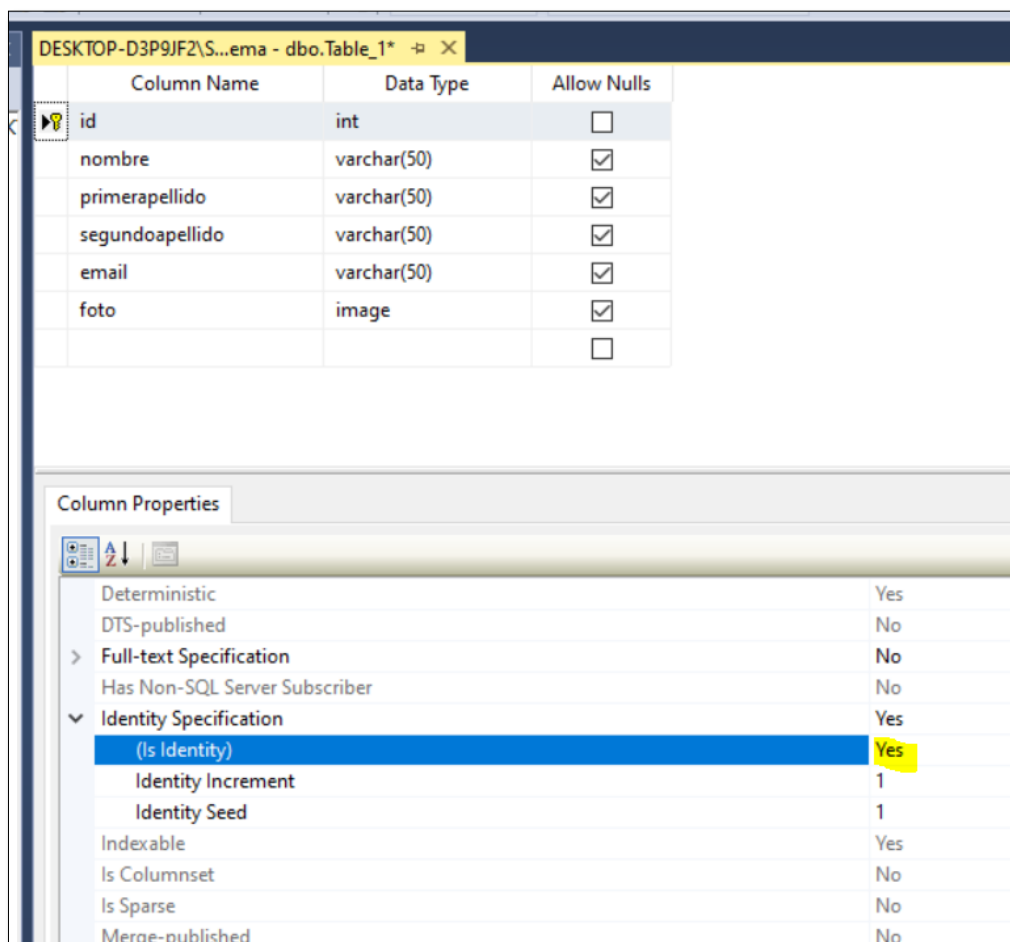 DESKTOP-D3P9JF2\S...ema - dbo.Table_1*
Column Name Data Type Allow Nulls
id int
nombre varchar(50)
primerapellido varchar(50)
segundoapellido varchar(50)
email varchar(50)
foto image
Column Properties
Deterministic Yes
DTS-published No
Full-text Specification No
Has Non-SQL Server Subscriber No
Identity Specification Yes
(Is Identity) Yes
Identity Increment 1
Identity Seed 1
Indexable Yes
Is Columnset No
Is Sparse No
Merge-published No